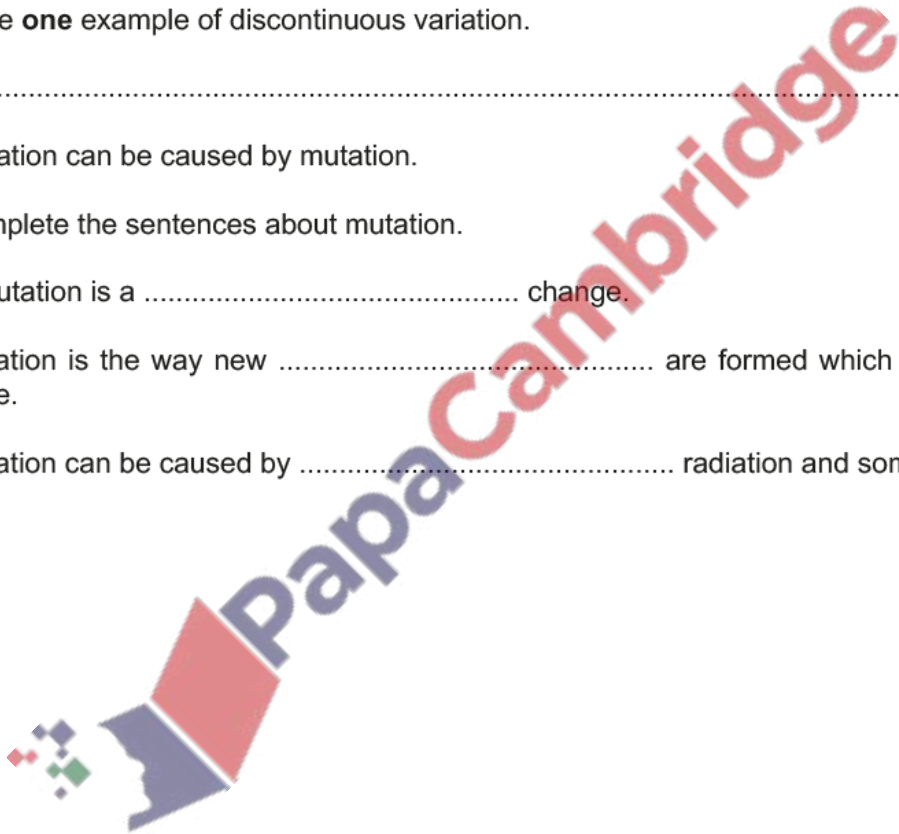 e one example of discontinuous variation.
................................................................................................................
ation can be caused by mutation.
nplete the sentences about mutation.
utation is a ............................................... change.
ation is the way new ............................................... are formed which
e.
ation can be caused by ............................................... radiation and som
PapaCambridge